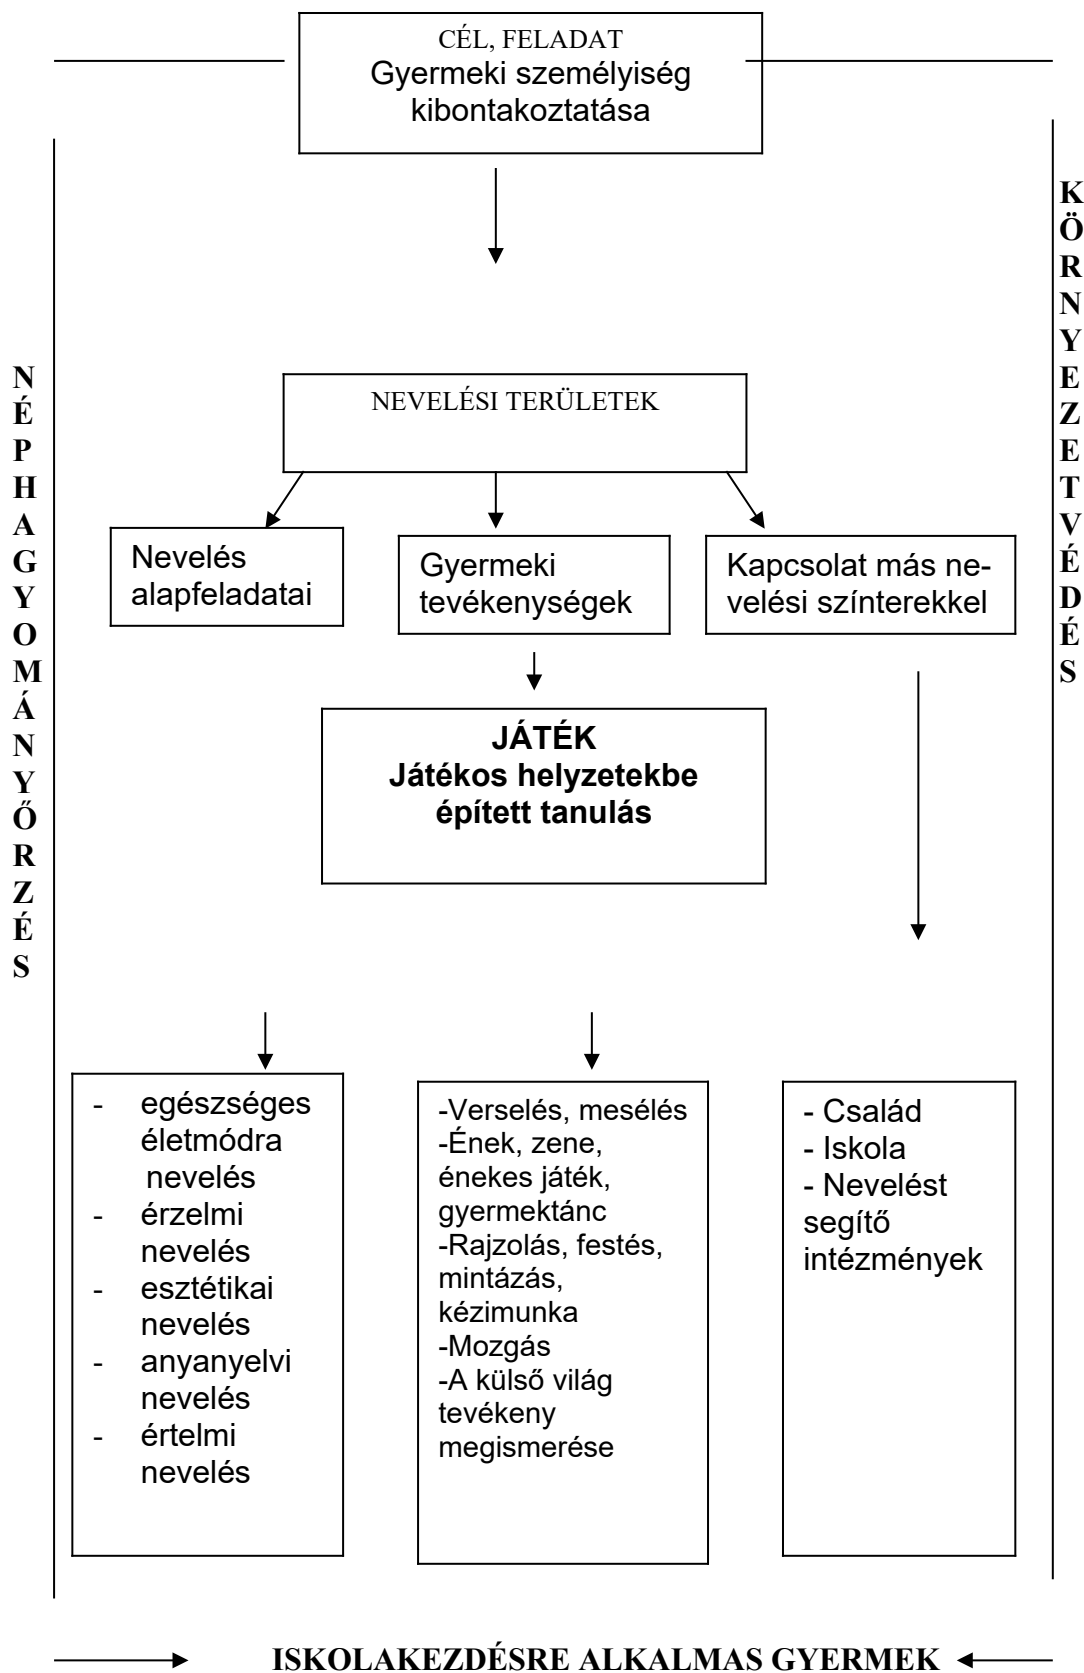 CÉL, FELADAT
Gyermeki személyiség
kibontakoztatása
NÉPHAGYOMÁNYŐRZÉS
KÖRNYEZETVÉDÉS
NEVELÉSI TERÜLETEK
Nevelés
alapfeladatai
Gyermeki
tevékenységek
Kapcsolat más ne-
velési színterekkel
JÁTÉK
Játékos helyzetekbe
épített tanulás
- egészséges
életmódra
nevelés
- érzelmi
nevelés
- esztétikai
nevelés
- anyanyelvi
nevelés
- értelmi
nevelés
-Verselés, mesélés
-Ének, zene,
énekes játék,
gyermektánc
-Rajzolás, festés,
mintázás,
kézimunka
-Mozgás
-A külső világ
tevékeny
megismerése
- Család
- Iskola
- Nevelést
segítő
intézmények
ISKOLAKEZDÉSRE ALKALMAS GYERMEK